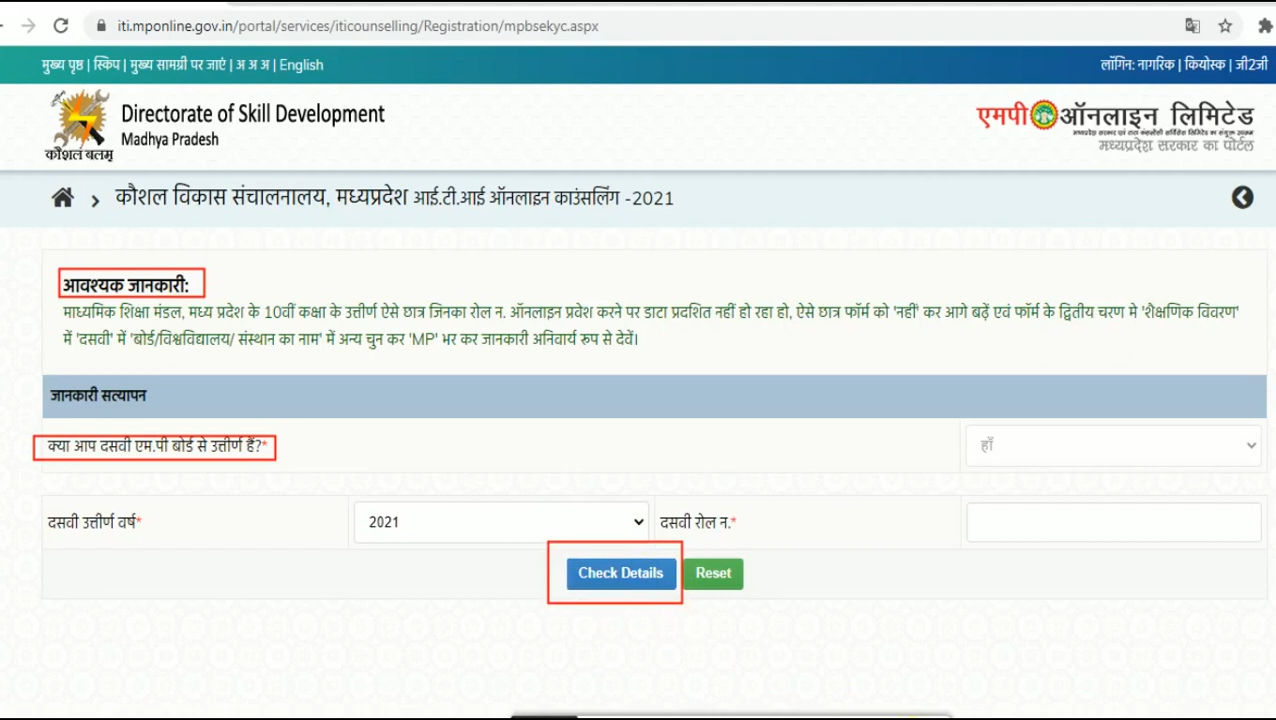 iti.mponline.gov.in/portal/services/iticounselling/Registration/mpbsekyc.aspx
मुख्य पृष्ठ | स्किप | मुख्य सामग्री पर जाएं | अ अ अ | English
लॉगिन: नागरिक | कियोस्क | जी2जी
Directorate of Skill Development
Madhya Pradesh
कौशलं बलम्
एमपी ऑनलाइन लिमिटेड
मध्यप्रदेश सरकार का पोर्टल
कौशल विकास संचालनालय, मध्यप्रदेश आई.टी.आई ऑनलाइन काउंसलिंग -2021
आवश्यक जानकारी:
माध्यमिक शिक्षा मंडल, मध्य प्रदेश के 10वीं कक्षा के उत्तीर्ण ऐसे छात्र जिनका रोल न. ऑनलाइन प्रवेश करने पर डाटा प्रदशित नहीं हो रहा हो, ऐसे छात्र फॉर्म को 'नहीं' कर आगे बढ़ें एवं फॉर्म के द्वितीय चरण मे 'शैक्षणिक विवरण'
में 'दसवी' में 'बोर्ड/विश्वविद्यालय/ संस्थान का नाम' में अन्य चुन कर 'MP' भर कर जानकारी अनिवार्य रूप से देवें।
जानकारी सत्यापन
क्या आप दसवी एम.पी बोर्ड से उत्तीर्ण हैं?*
हाँ
दसवी उत्तीर्ण वर्ष*
2021
दसवी रोल न.*
Check Details
Reset